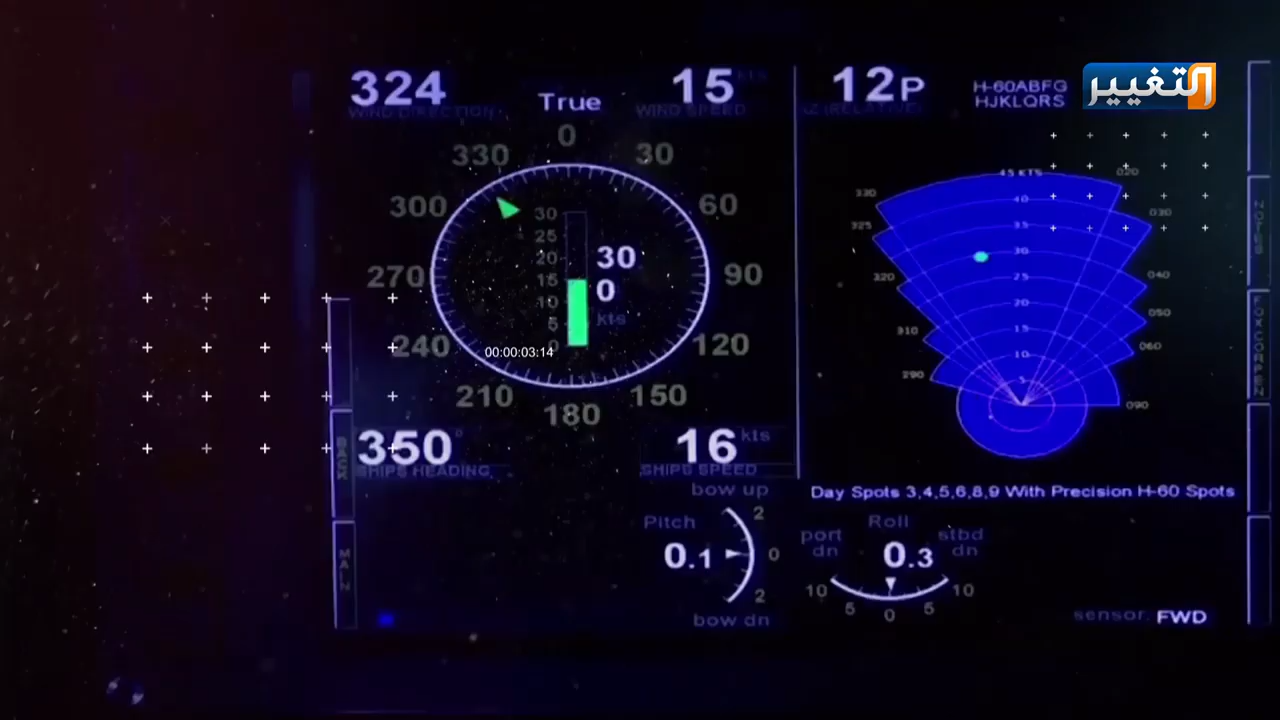 324
WIND DIRECTION
True
15 KTS
WIND SPEED
12P
AZ (RELATIVE)
H-60ABFG
HJKLQRS
التغيير
0
330
30
300
60
270
90
240
120
210
150
180
30
25
20
15
10
5
0
30
0
kts
00:00:03:14
45 KTS
40
35
30
25
20
15
10
5
330
325
320
310
290
020
030
040
050
060
090
350°
SHIPS HEADING
16 kts
SHIPS SPEED
Day Spots 3,4,5,6,8,9 With Precision H-60 Spots
bow up
Pitch
0.1
2
0
2
bow dn
Roll
port
dn
0.3
stbd
dn
10
5
0
5
10
sensor. FWD